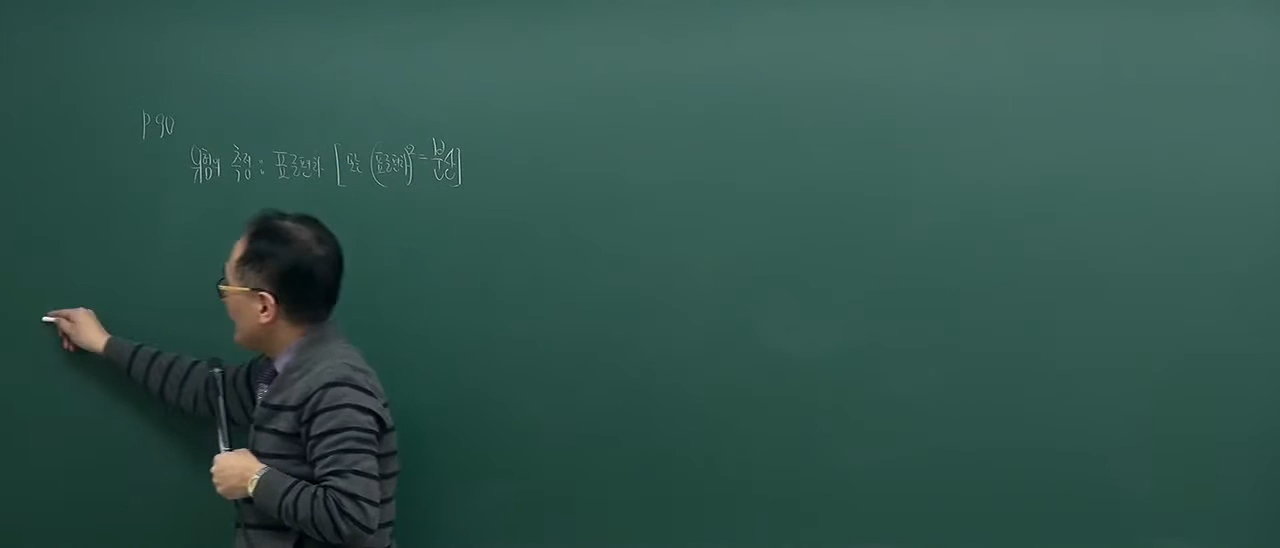 P 90
위험의 측정 : 표준편차 [ 또는 (표준편차)² = 분산 ]